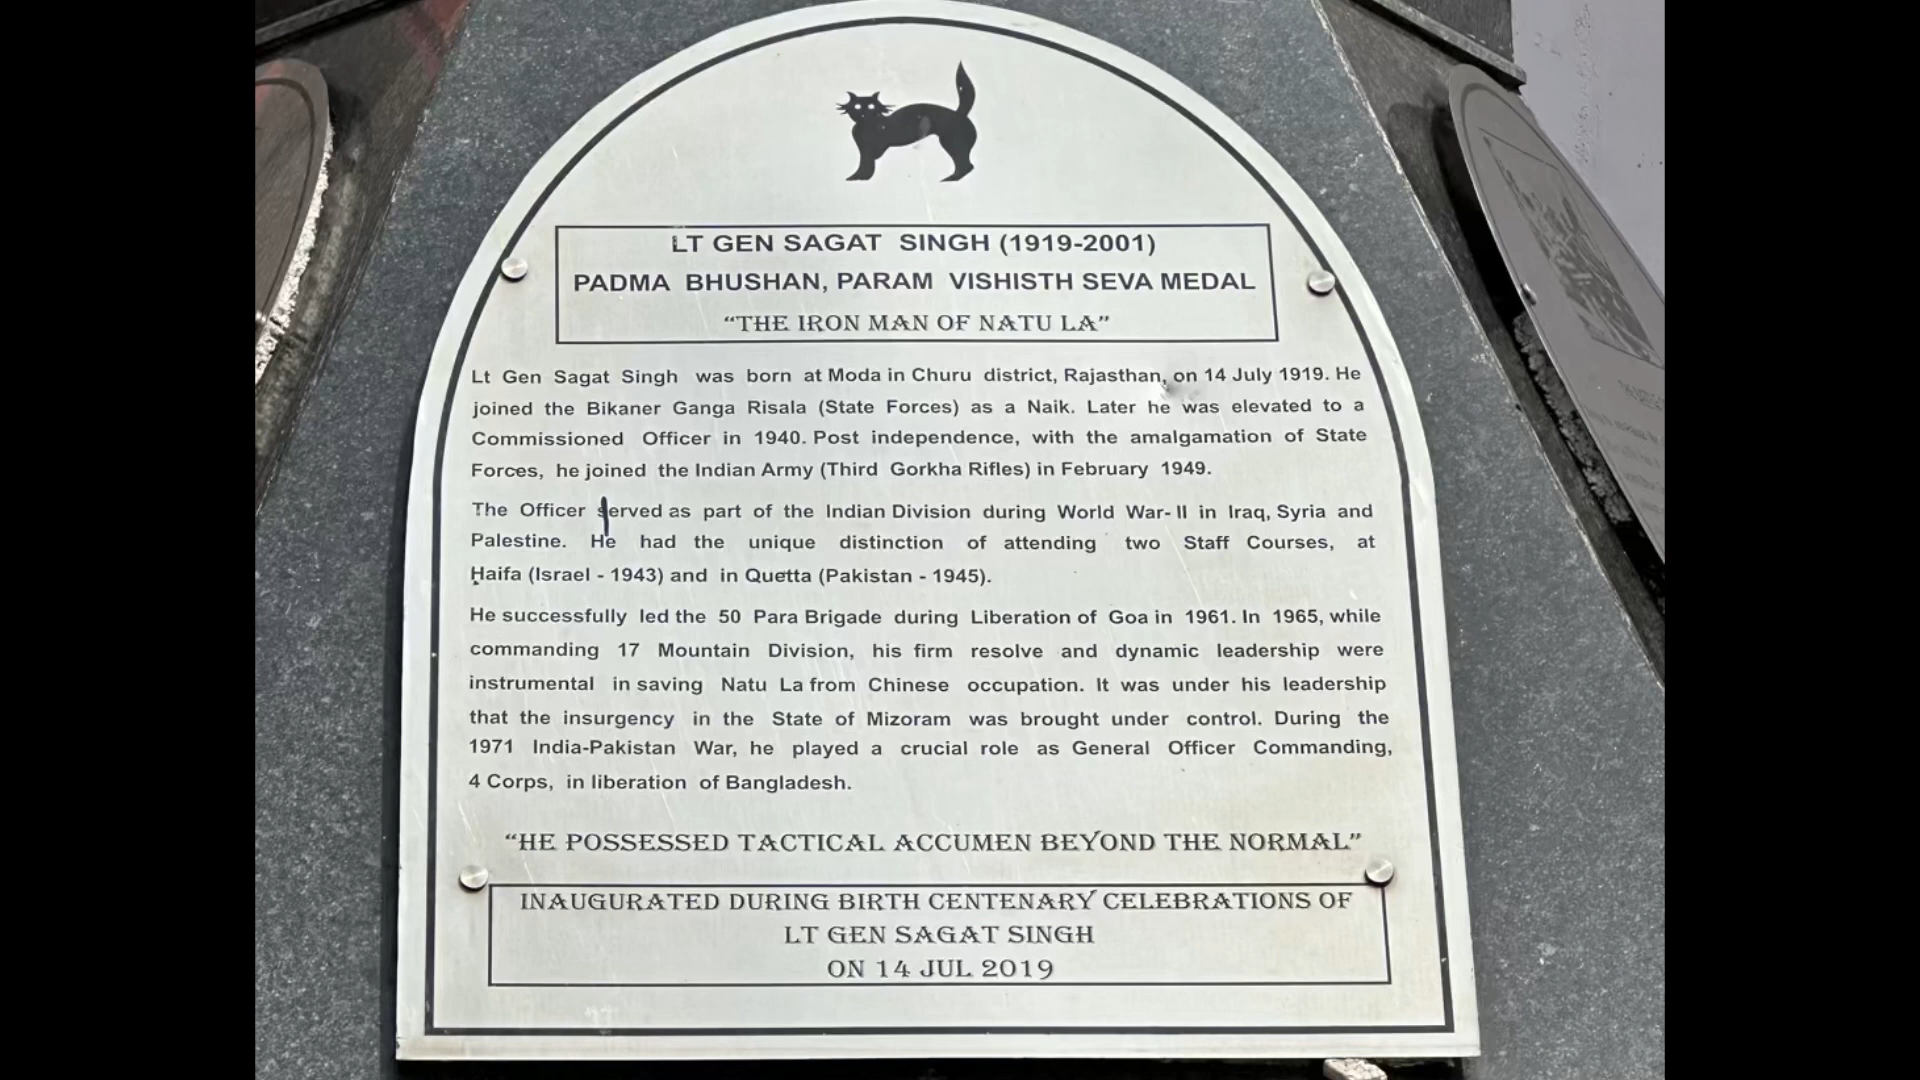 LT GEN SAGAT SINGH (1919-2001)
PADMA BHUSHAN, PARAM VISHISTH SEVA MEDAL
“THE IRON MAN OF NATU LA”
Lt Gen Sagat Singh was born at Moda in Churu district, Rajasthan, on 14 July 1919. He
joined the Bikaner Ganga Risala (State Forces) as a Naik. Later he was elevated to a
Commissioned Officer in 1940. Post independence, with the amalgamation of State
Forces, he joined the Indian Army (Third Gorkha Rifles) in February 1949.
The Officer served as part of the Indian Division during World War- II in Iraq, Syria and
Palestine. He had the unique distinction of attending two Staff Courses, at
Haifa (Israel - 1943) and in Quetta (Pakistan - 1945).
He successfully led the 50 Para Brigade during Liberation of Goa in 1961. In 1965, while
commanding 17 Mountain Division, his firm resolve and dynamic leadership were
instrumental in saving Natu La from Chinese occupation. It was under his leadership
that the insurgency in the State of Mizoram was brought under control. During the
1971 India-Pakistan War, he played a crucial role as General Officer Commanding,
4 Corps, in liberation of Bangladesh.
“HE POSSESSED TACTICAL ACCUMEN BEYOND THE NORMAL”
INAUGURATED DURING BIRTH CENTENARY CELEBRATIONS OF
LT GEN SAGAT SINGH
ON 14 JUL 2019